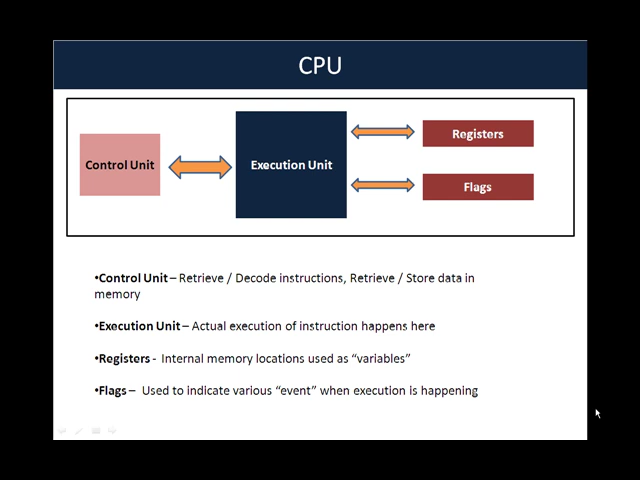 CPU
Control Unit
Execution Unit
Registers
Flags
•Control Unit – Retrieve / Decode instructions, Retrieve / Store data in
memory
•Execution Unit – Actual execution of instruction happens here
•Registers - Internal memory locations used as “variables”
•Flags – Used to indicate various “event” when execution is happening